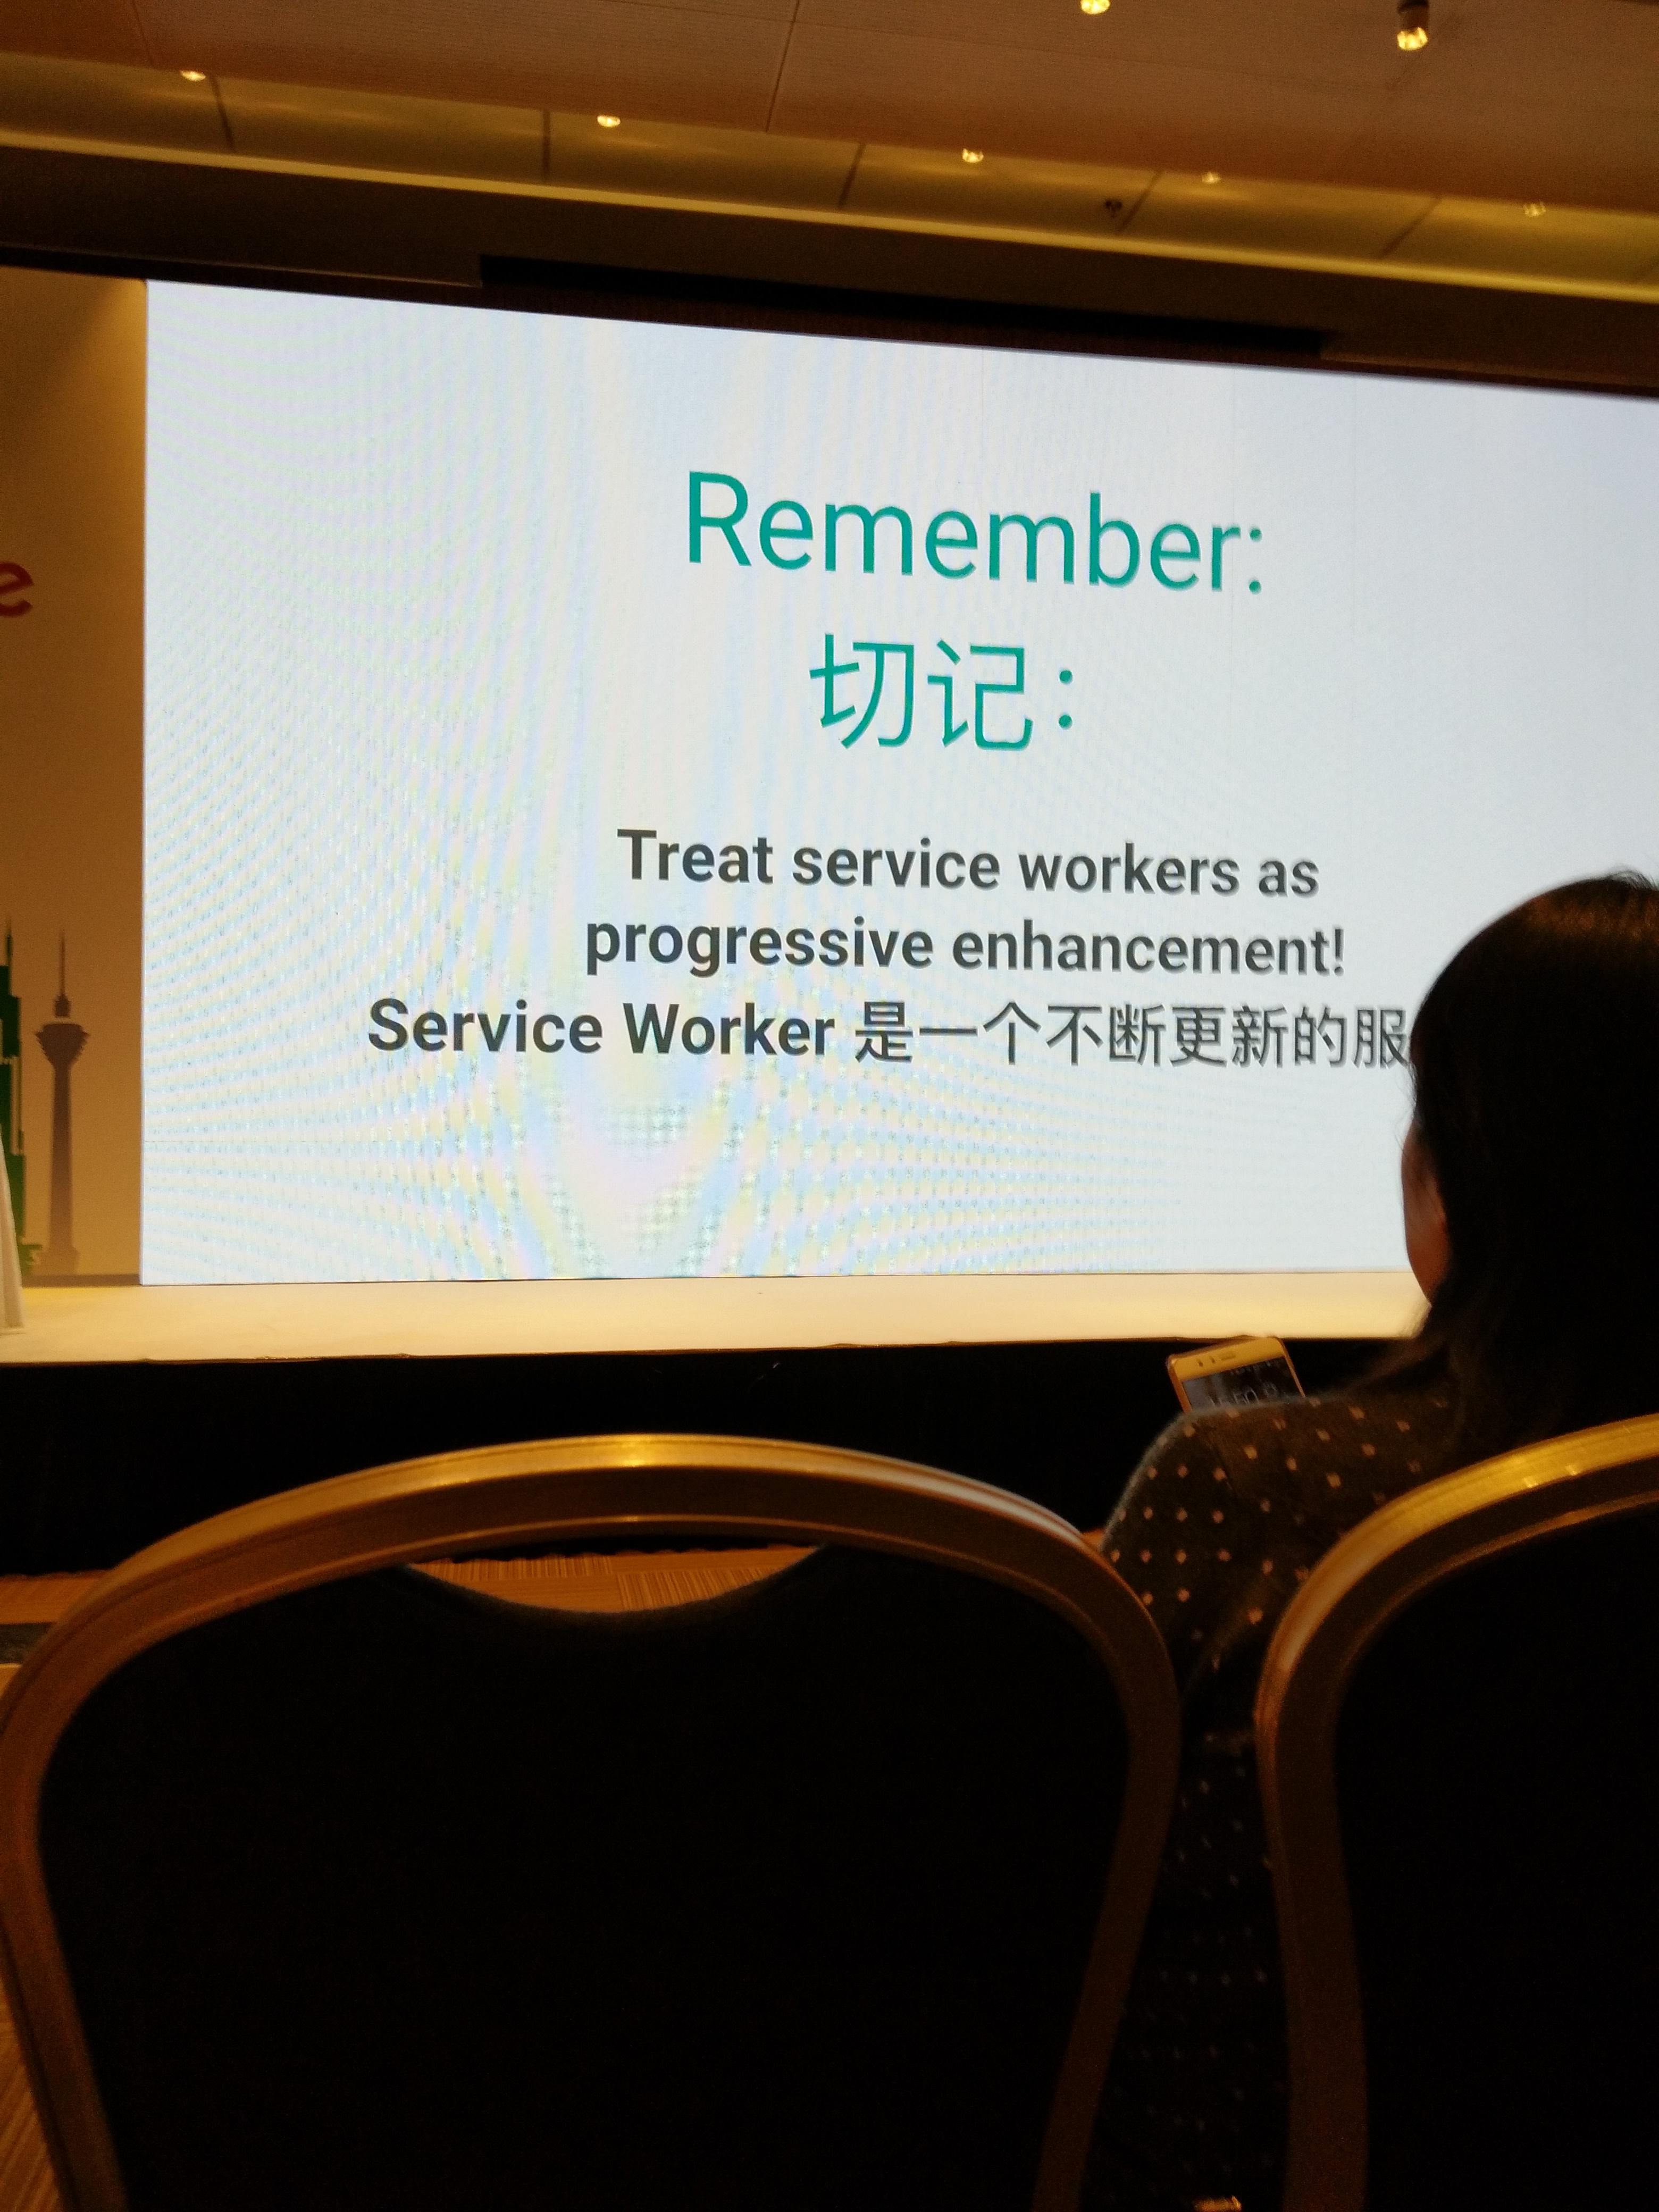 Remember:
切记：
Treat service workers as
progressive enhancement!
Service Worker 是一个不断更新的服